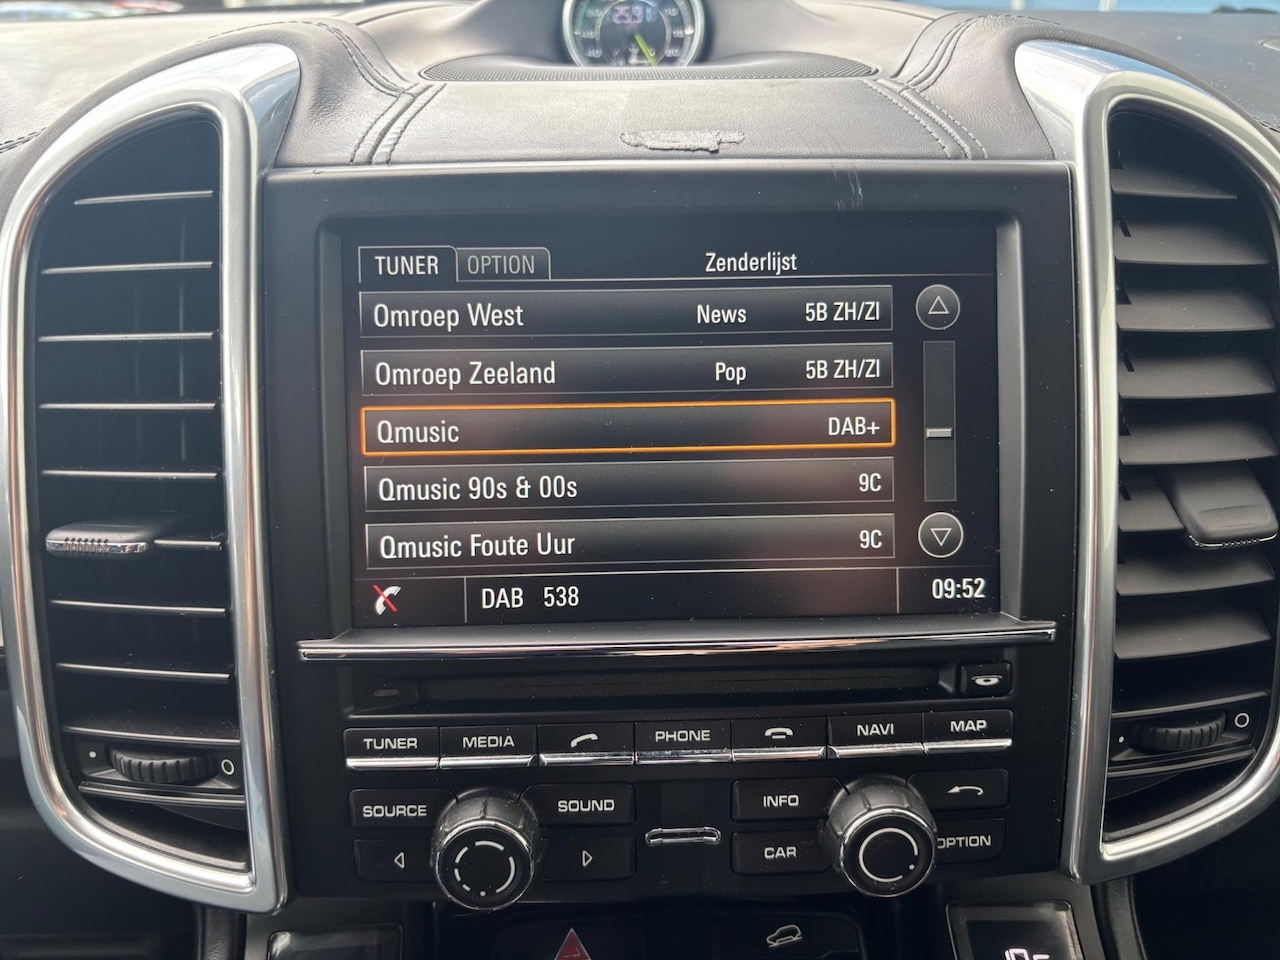 TUNER OPTION Zenderlijst
Omroep West News 5B ZH/ZI
Omroep Zeeland Pop 5B ZH/ZI
Qmusic DAB+
Qmusic 90s & 00s 9C
Qmusic Foute Uur 9C
DAB 538 09:52
TUNER MEDIA PHONE NAVI MAP
SOURCE SOUND INFO
CAR OPTION